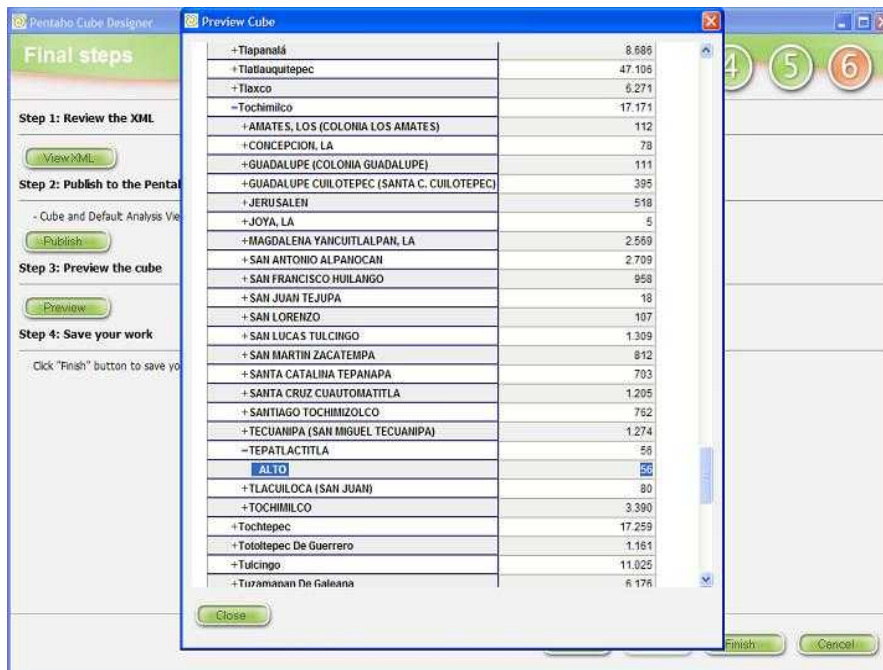 Pentaho Cube Designer
Preview Cube
Final steps
4 5 6
Step 1: Review the XML
View XML
Step 2: Publish to the Pental
- Cube and Default Analysis Vie
Publish
Step 3: Preview the cube
Preview
Step 4: Save your work
Click "Finish" button to save yo
+Tlapanalá 8.686
+Tlatlauquitepec 47.106
+Tlaxco 5.271
-Tochimilco 17.171
+AMATES, LOS (COLONIA LOS AMATES) 112
+CONCEPCION, LA 78
+GUADALUPE (COLONIA GUADALUPE) 111
+GUADALUPE CUILOTEPEC (SANTA C. CUILOTEPEC) 395
+JERUSALEN 518
+JOYA, LA 5
+MAGDALENA YANCUITLALPAN, LA 2.569
+SAN ANTONIO ALPANOCAN 2.709
+SAN FRANCISCO HUILANGO 958
+SAN JUAN TEJUPA 18
+SAN LORENZO 107
+SAN LUCAS TULCINGO 1.309
+SAN MARTIN ZACATEMPA 812
+SANTA CATALINA TEPANAPA 703
+SANTA CRUZ CUAUTOMATITLA 1.205
+SANTIAGO TOCHIMIZOLCO 762
+TECUANIPA (SAN MIGUEL TECUANIPA) 1.274
-TEPATLACTITLA 56
ALTO 56
+TLACUILOCA (SAN JUAN) 80
+TOCHIMILCO 3.390
+Tochtepec 17.259
+Totoltepec De Guerrero 1.161
+Tulcingo 11.025
+Tuzamapan De Galeana 6.176
Close
Finish
Cancel